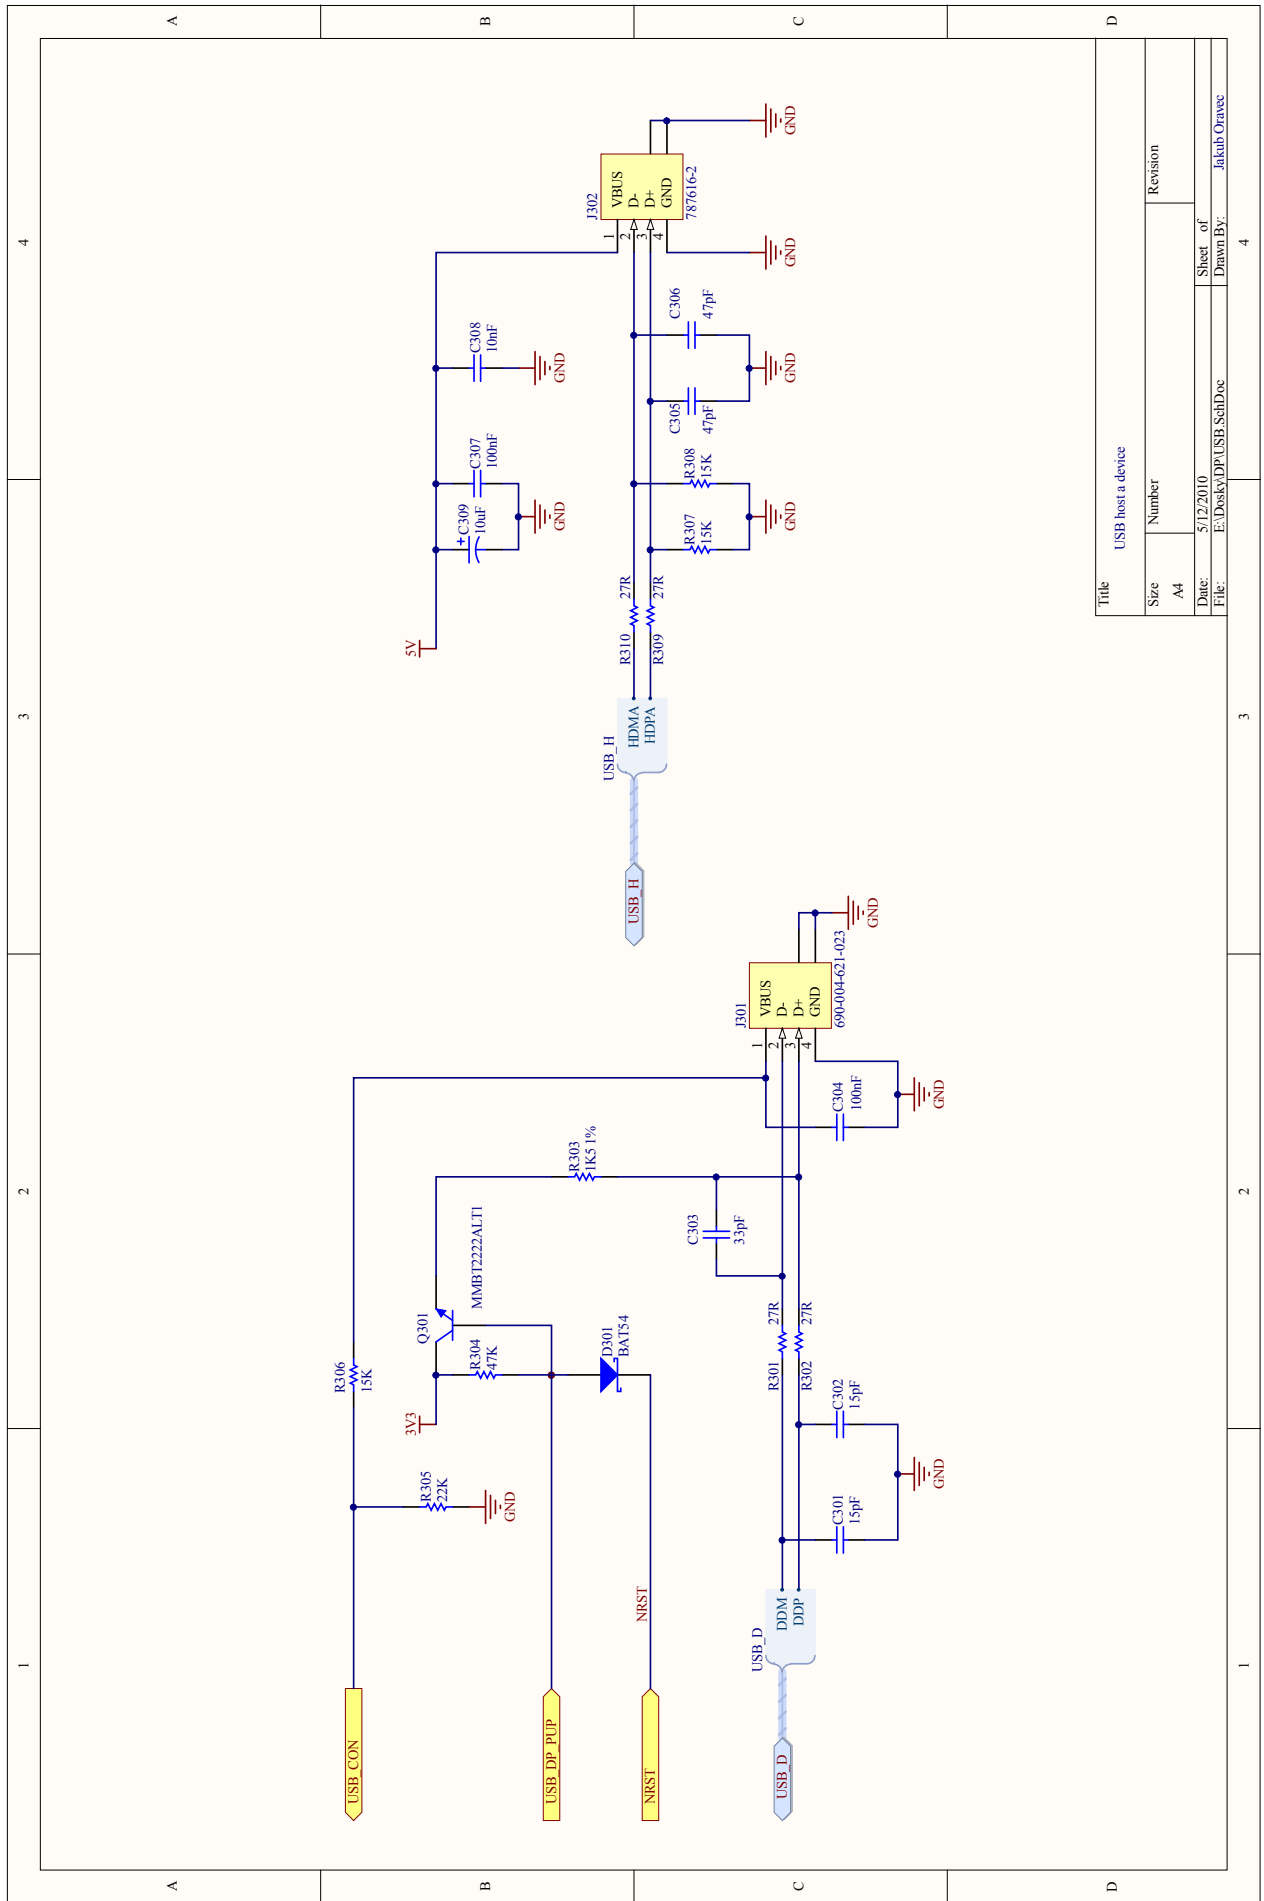 1
2
3
4
A
A
B
B
C
C
D
D
1
2
3
4
USB_CON
R305
22K
GND
R306
15K
3V3
Q301
MMBT2222ALT1
R304
47K
R303
1K5 1%
USB_DP_PUP
D301
BAT54
NRST
NRST
C303
33pF
USB_D
USB_D
DDM
DDP
R301
27R
R302
27R
C301
15pF
C302
15pF
GND
C304
100nF
GND
J301
1
2
3
4
VBUS
D-
D+
GND
690-004-621-023
GND
5V
C309
+
10uF
C307
100nF
GND
C308
10nF
GND
USB_H
USB_H
HDMA
HDPA
R310
27R
R309
27R
R307
15K
R308
15K
GND
C305
47pF
C306
47pF
GND
J302
1
2
3
4
VBUS
D-
D+
GND
787616-2
GND
GND
Title
USB host a device
Size
A4
Number
Revision
Date:
5/12/2010
Sheet of
File:
E:\Dosky\DP\USB.SchDoc
Drawn By:
Jakub Oravec